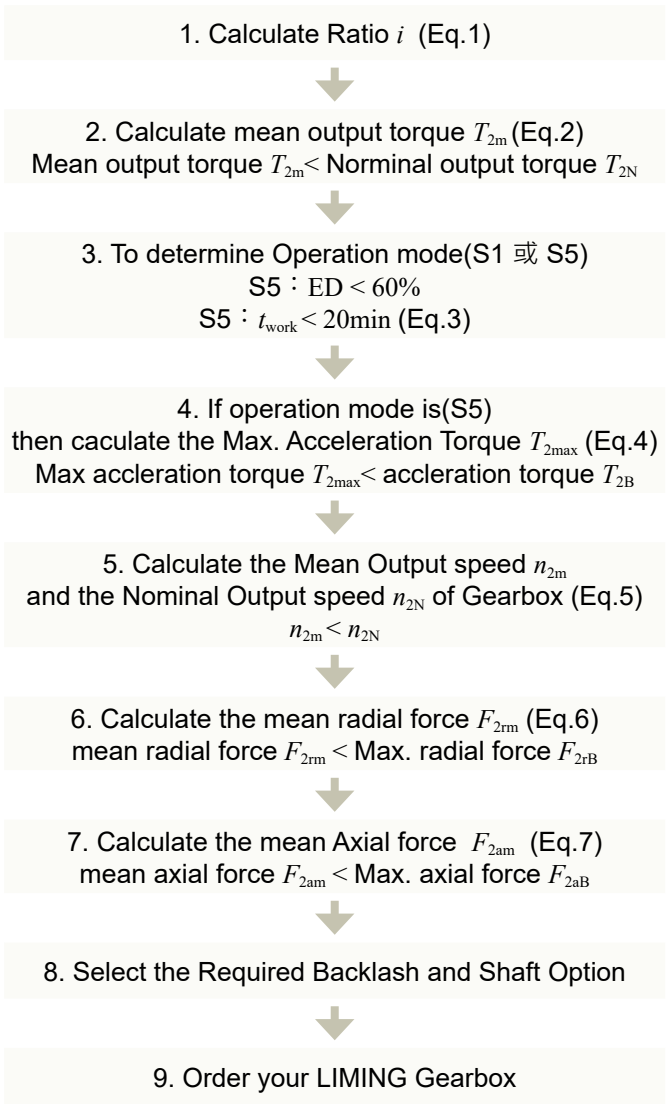 1. Calculate Ratio i (Eq.1)
2. Calculate mean output torque T2m (Eq.2)
Mean output torque T2m< Norminal output torque T2N
3. To determine Operation mode(S1 或 S5)
S5：ED < 60%
S5：twork < 20min (Eq.3)
4. If operation mode is(S5)
then caculate the Max. Acceleration Torque T2max (Eq.4)
Max accleration torque T2max< accleration torque T2B
5. Calculate the Mean Output speed n2m
and the Nominal Output speed n2N of Gearbox (Eq.5)
n2m < n2N
6. Calculate the mean radial force F2rm (Eq.6)
mean radial force F2rm < Max. radial force F2rB
7. Calculate the mean Axial force F2am (Eq.7)
mean axial force F2am < Max. axial force F2aB
8. Select the Required Backlash and Shaft Option
9. Order your LIMING Gearbox